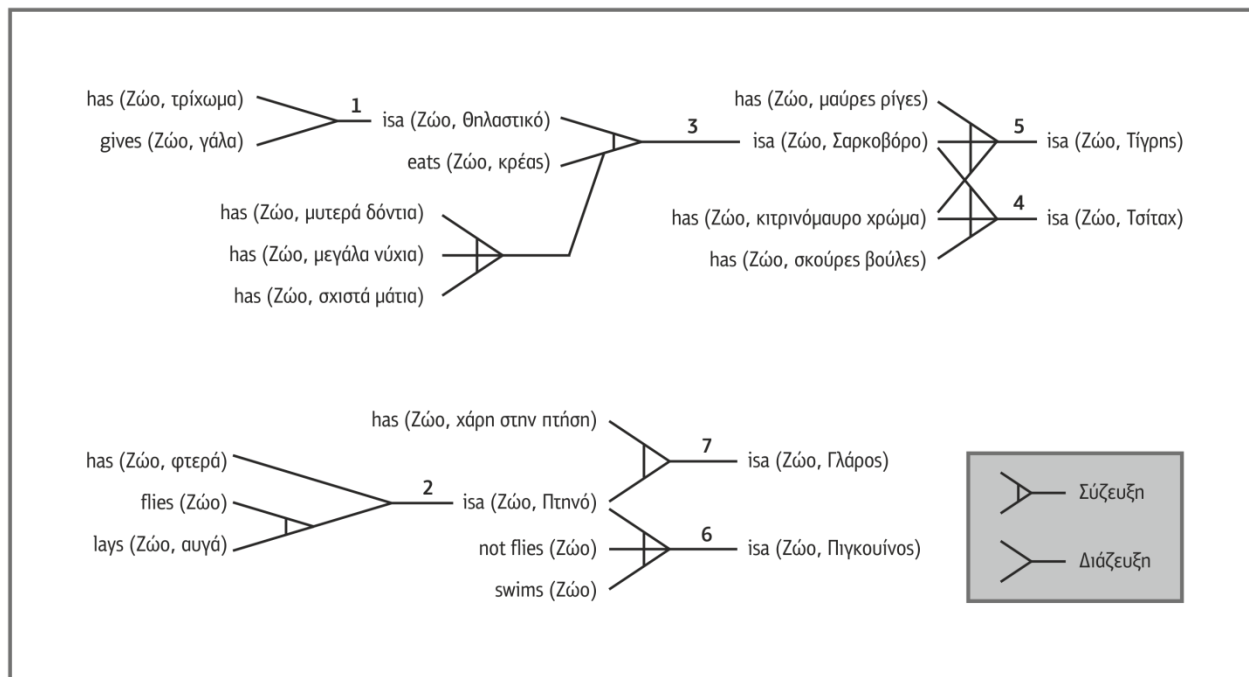 has (Ζώο, τρίχωμα)
gives (Ζώο, γάλα)
1
isa (Ζώο, Θηλαστικό)
eats (Ζώο, κρέας)
has (Ζώο, μυτερά δόντια)
has (Ζώο, μεγάλα νύχια)
has (Ζώο, σχιστά μάτια)
3
isa (Ζώο, Σαρκοβόρο)
has (Ζώο, μαύρες ρίγες)
has (Ζώο, κιτρινόμαυρο χρώμα)
has (Ζώο, σκούρες βούλες)
5
isa (Ζώο, Τίγρης)
4
isa (Ζώο, Τσίταχ)
has (Ζώο, φτερά)
flies (Ζώο)
lays (Ζώο, αυγά)
2
isa (Ζώο, Πτηνό)
has (Ζώο, χάρη στην πτήση)
not flies (Ζώο)
swims (Ζώο)
7
isa (Ζώο, Γλάρος)
6
isa (Ζώο, Πιγκουίνος)
Σύζευξη
Διάζευξη